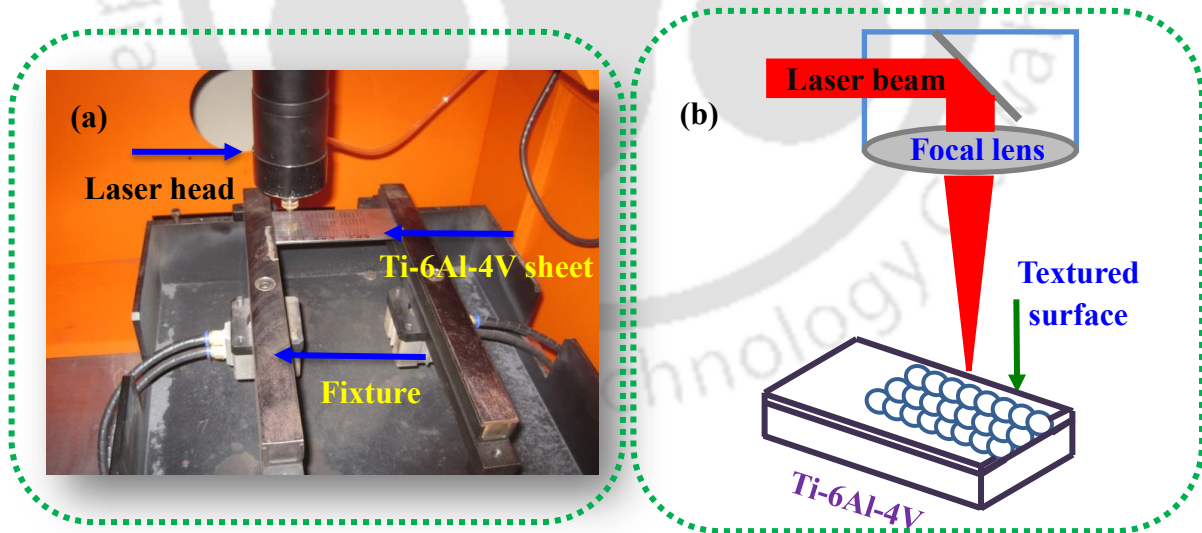 (a)
Laser head
Ti-6Al-4V sheet
Fixture
(b)
Laser beam
Focal lens
Textured
surface
Ti-6Al-4V